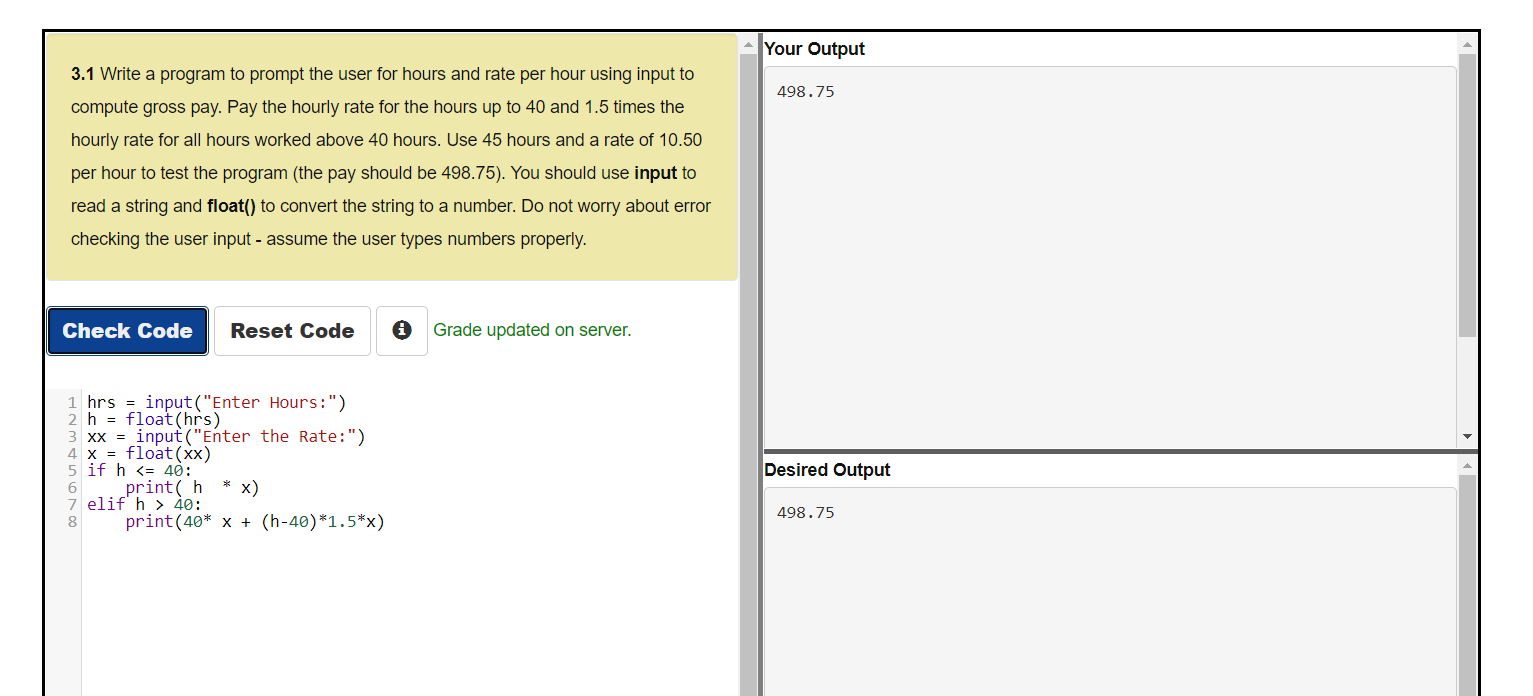 3.1 Write a program to prompt the user for hours and rate per hour using input to
compute gross pay. Pay the hourly rate for the hours up to 40 and 1.5 times the
hourly rate for all hours worked above 40 hours. Use 45 hours and a rate of 10.50
per hour to test the program (the pay should be 498.75). You should use input to
read a string and float() to convert the string to a number. Do not worry about error
checking the user input - assume the user types numbers properly.
Check Code Reset Code Grade updated on server.
1 hrs = input("Enter Hours:")
2 h = float(hrs)
3 xx = input("Enter the Rate:")
4 x = float(xx)
5 if h <= 40:
6     print( h  * x)
7 elif h > 40:
8     print(40* x + (h-40)*1.5*x)
Your Output
498.75
Desired Output
498.75